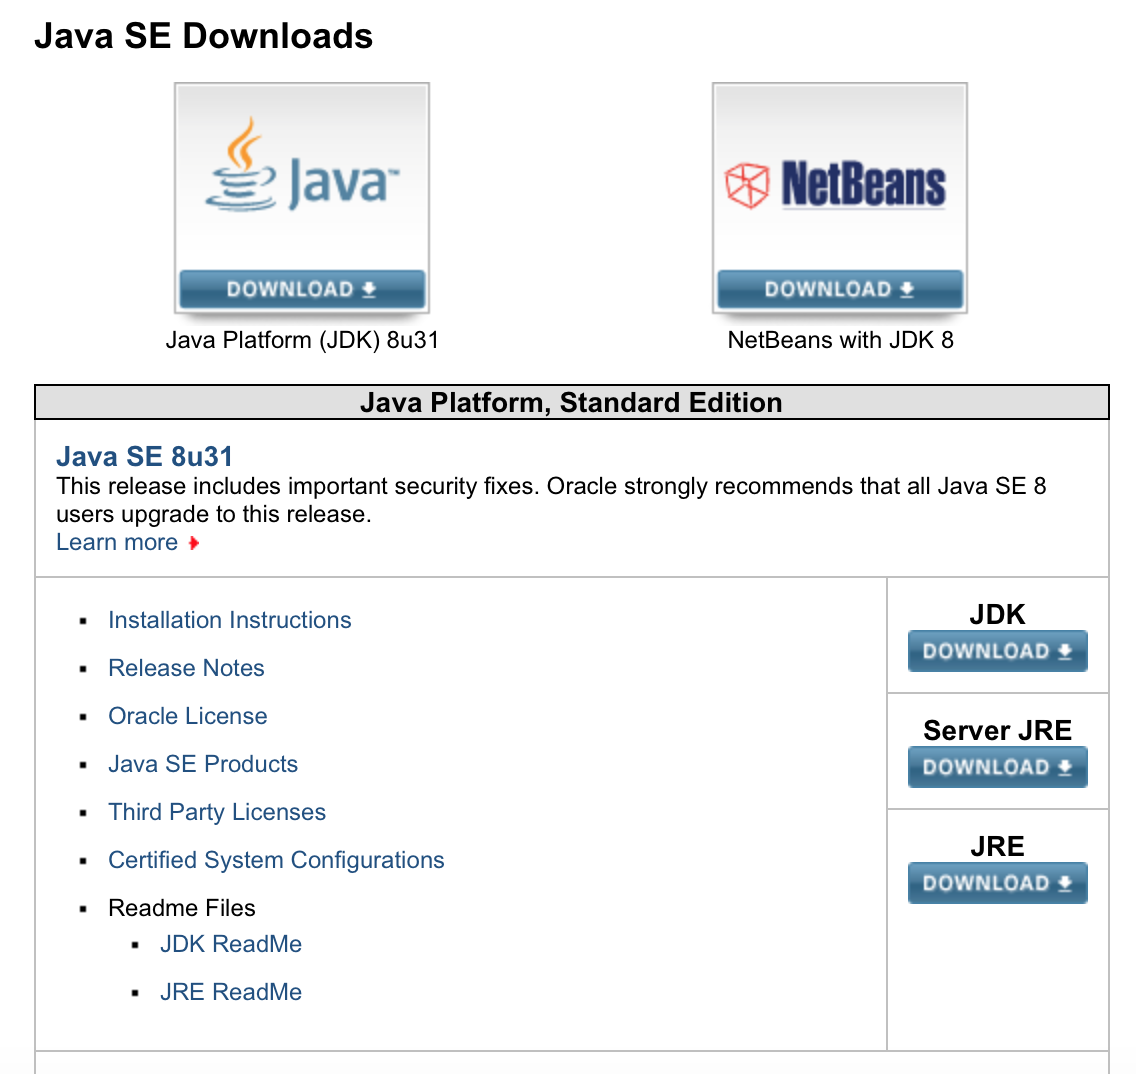 Java SE Downloads
Java™
NetBeans
DOWNLOAD
DOWNLOAD
Java Platform (JDK) 8u31
NetBeans with JDK 8
Java Platform, Standard Edition
Java SE 8u31
This release includes important security fixes. Oracle strongly recommends that all Java SE 8
users upgrade to this release.
Learn more
Installation Instructions
Release Notes
Oracle License
Java SE Products
Third Party Licenses
Certified System Configurations
Readme Files
JDK ReadMe
JRE ReadMe
JDK
DOWNLOAD
Server JRE
DOWNLOAD
JRE
DOWNLOAD